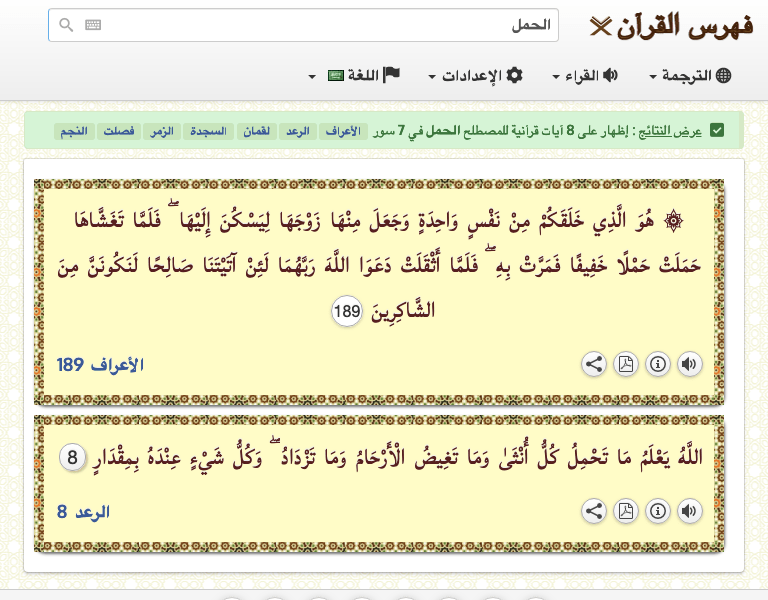 فهرس القرآن
الحمل
الترجمة القراء الإعدادات اللغة
عرض النتائج : إظهار على 8 آيات قرآنية للمصطلح الحمل في 7 سور الأعراف الرعد لقمان السجدة الزمر فصلت النجم
۞ هُوَ الَّذِي خَلَقَكُمْ مِنْ نَفْسٍ وَاحِدَةٍ وَجَعَلَ مِنْهَا زَوْجَهَا لِيَسْكُنَ إِلَيْهَا ۖ فَلَمَّا تَغَشَّاهَا
حَمَلَتْ حَمْلًا خَفِيفًا فَمَرَّتْ بِهِ ۖ فَلَمَّا أَثْقَلَتْ دَعَوَا اللَّهَ رَبَّهُمَا لَئِنْ آتَيْتَنَا صَالِحًا لَنَكُونَنَّ مِنَ
الشَّاكِرِينَ 189
الأعراف 189
اللَّهُ يَعْلَمُ مَا تَحْمِلُ كُلُّ أُنْثَىٰ وَمَا تَغِيضُ الْأَرْحَامُ وَمَا تَزْدَادُ ۖ وَكُلُّ شَيْءٍ عِنْدَهُ بِمِقْدَارٍ 8
الرعد 8